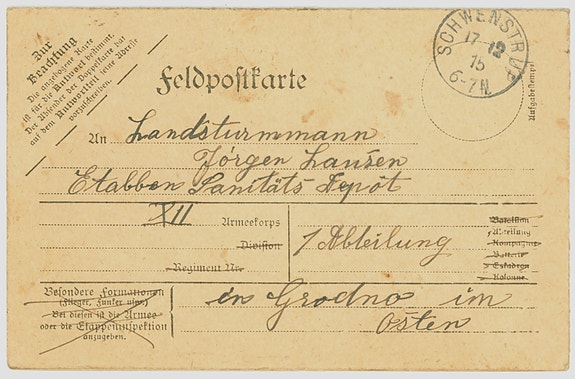 Zur
Beachtung
Die angebogene Karte
ist für die Antwort bestimmt.
Der Absender der Doppelkarte hat
auf dem Antwortteil seine Adresse
vorzuschreiben.
Feldpostkarte
SCHWENSTRUP
17 12
15
6-7N.
Aufgabestempel
An Landsturmmann
Jörgen Lausen
Etabben Sanitäts Depot
XII Armeekorps
Division
Regiment Nr.
1 Abteilung
Bataillon
Abteilung
Kompagnie
Batterie
Eskadron
Kolonne
Besondere Formationen
(Flieger, Funker usw.)
Bei diesen ist die Armee
oder die Etappeninspektion
anzugeben.
in Grodno im
Osten